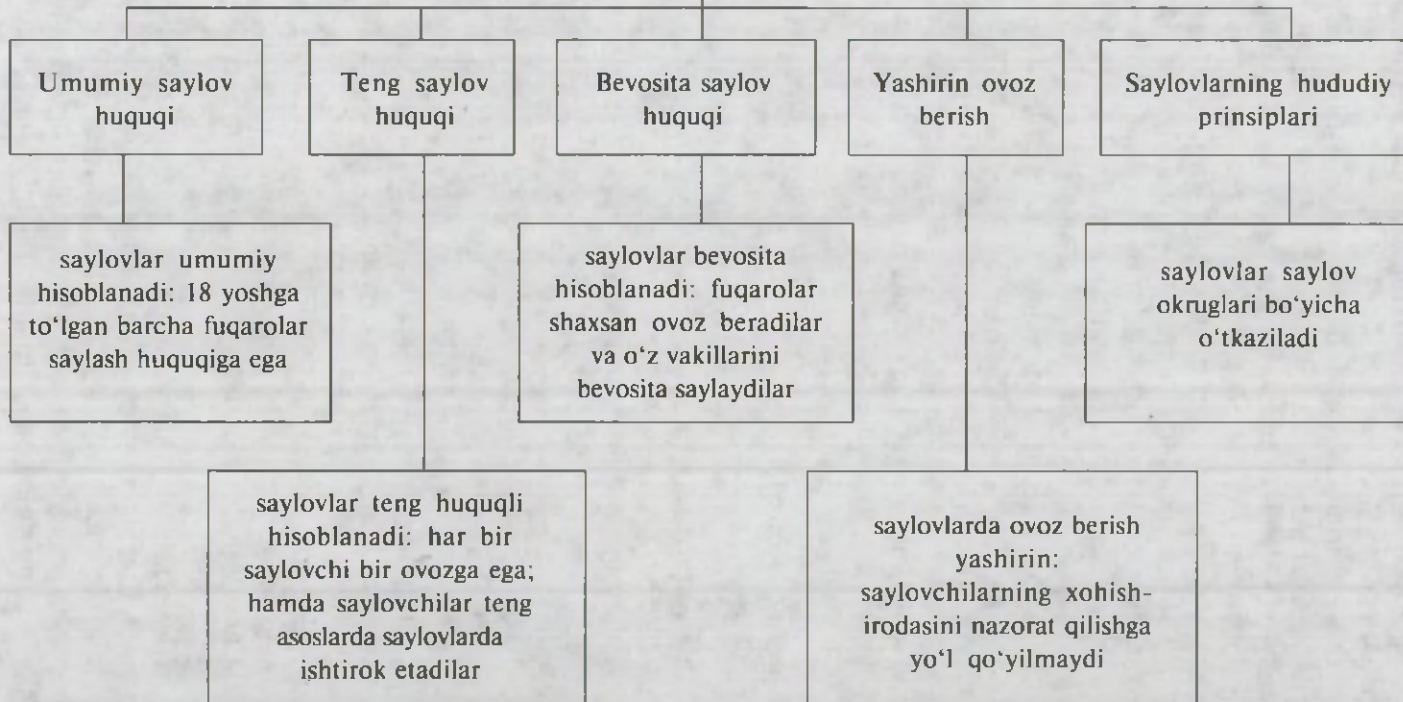 Umumiy saylov
huquqi
Teng saylov
huquqi
Bevosita saylov
huquqi
Yashirin ovoz
berish
Saylovlarning hududiy
prinsiplari
saylovlar umumiy
hisoblanadi: 18 yoshga
to‘lgan barcha fuqarolar
saylash huquqiga ega
saylovlar bevosita
hisoblanadi: fuqarolar
shaxsan ovoz beradilar
va o‘z vakillarini
bevosita saylaydilar
saylovlar saylov
okruglari bo‘yicha
o‘tkaziladi
saylovlar teng huquqli
hisoblanadi: har bir
saylovchi bir ovozga ega;
hamda saylovchilar teng
asoslarda saylovlarda
ishtirok etadilar
saylovlarda ovoz berish
yashirin:
saylovchilarning xohish-
irodasini nazorat qilishga
yo‘l qo‘yilmaydi